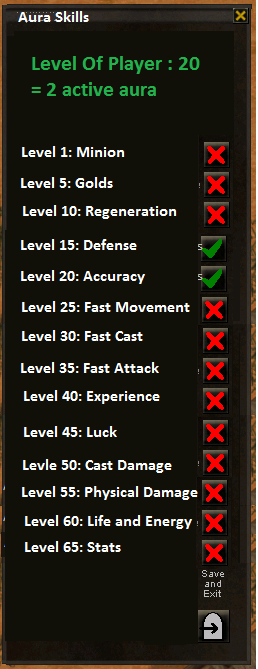 Aura Skills
Level Of Player : 20
= 2 active aura
Level 1: Minion
Level 5: Golds
Level 10: Regeneration
Level 15: Defense
Level 20: Accuracy
Level 25: Fast Movement
Level 30: Fast Cast
Level 35: Fast Attack
Level 40: Experience
Level 45: Luck
Levle 50: Cast Damage
Level 55: Physical Damage
Level 60: Life and Energy
Level 65: Stats
Save
and
Exit